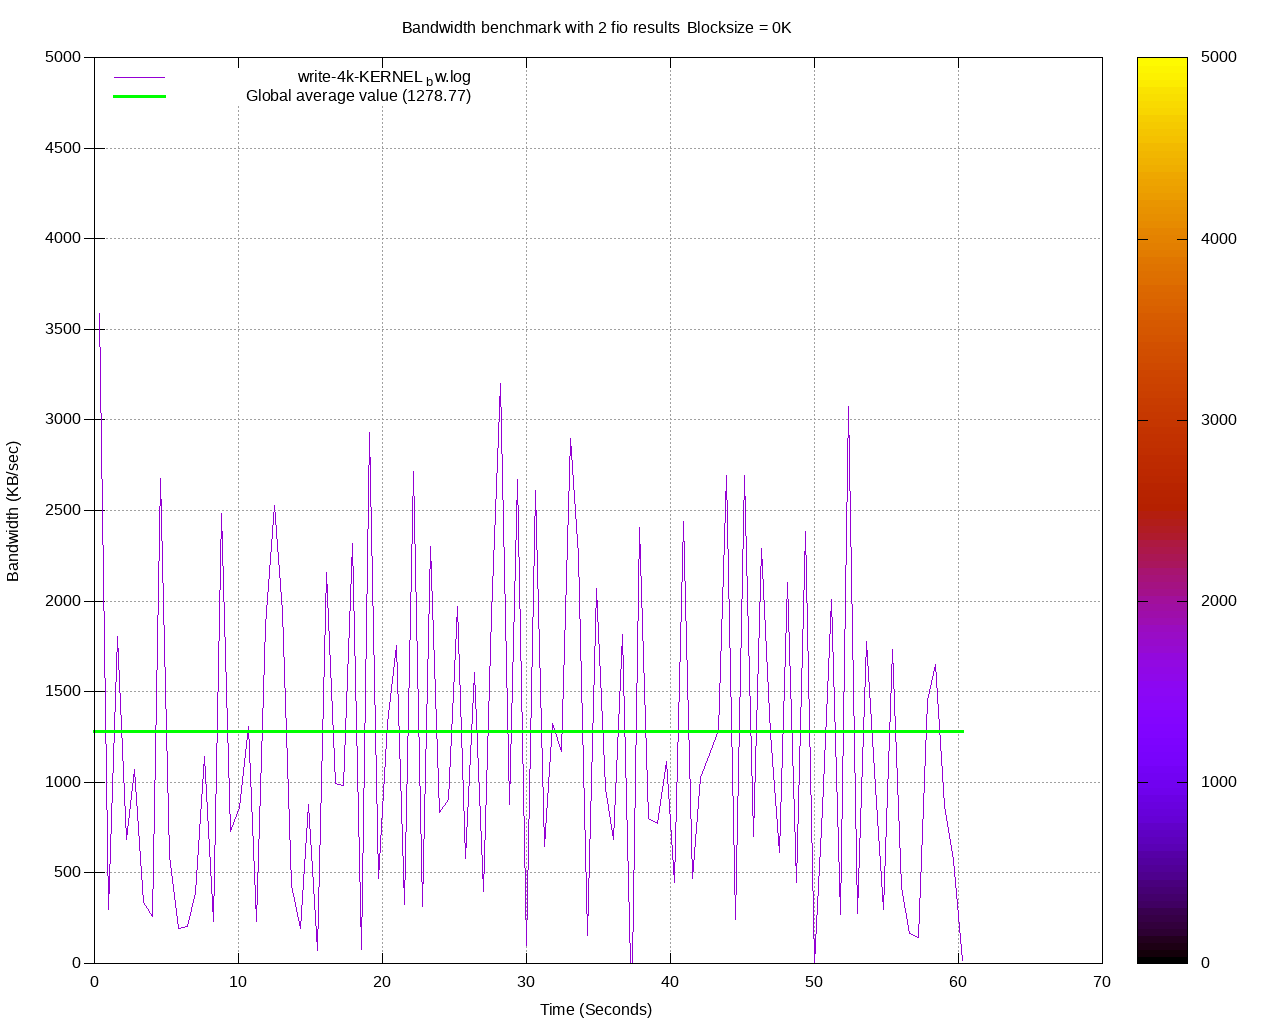 Bandwidth benchmark with 2 fio results Blocksize = 0K
write-4k-KERNEL_bw.log
Global average value (1278.77)
5000
4500
4000
3500
3000
2500
2000
1500
1000
500
0
0 10 20 30 40 50 60 70
Time (Seconds)
Bandwidth (KB/sec)
5000
4000
3000
2000
1000
0